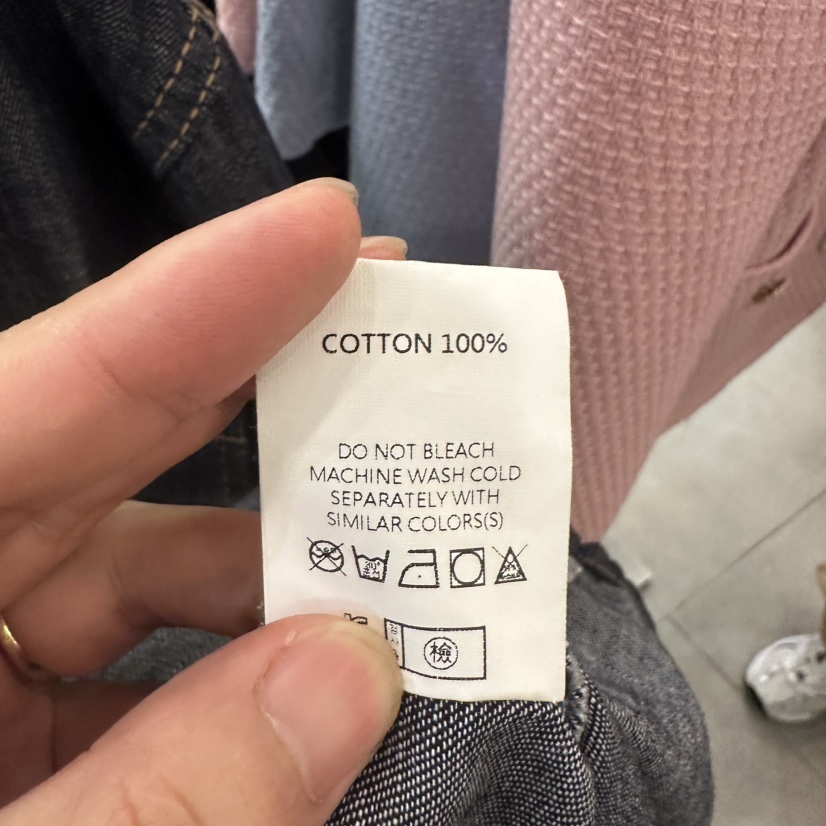 COTTON 100%
DO NOT BLEACH
MACHINE WASH COLD
SEPARATELY WITH
SIMILAR COLORS(S)
檢